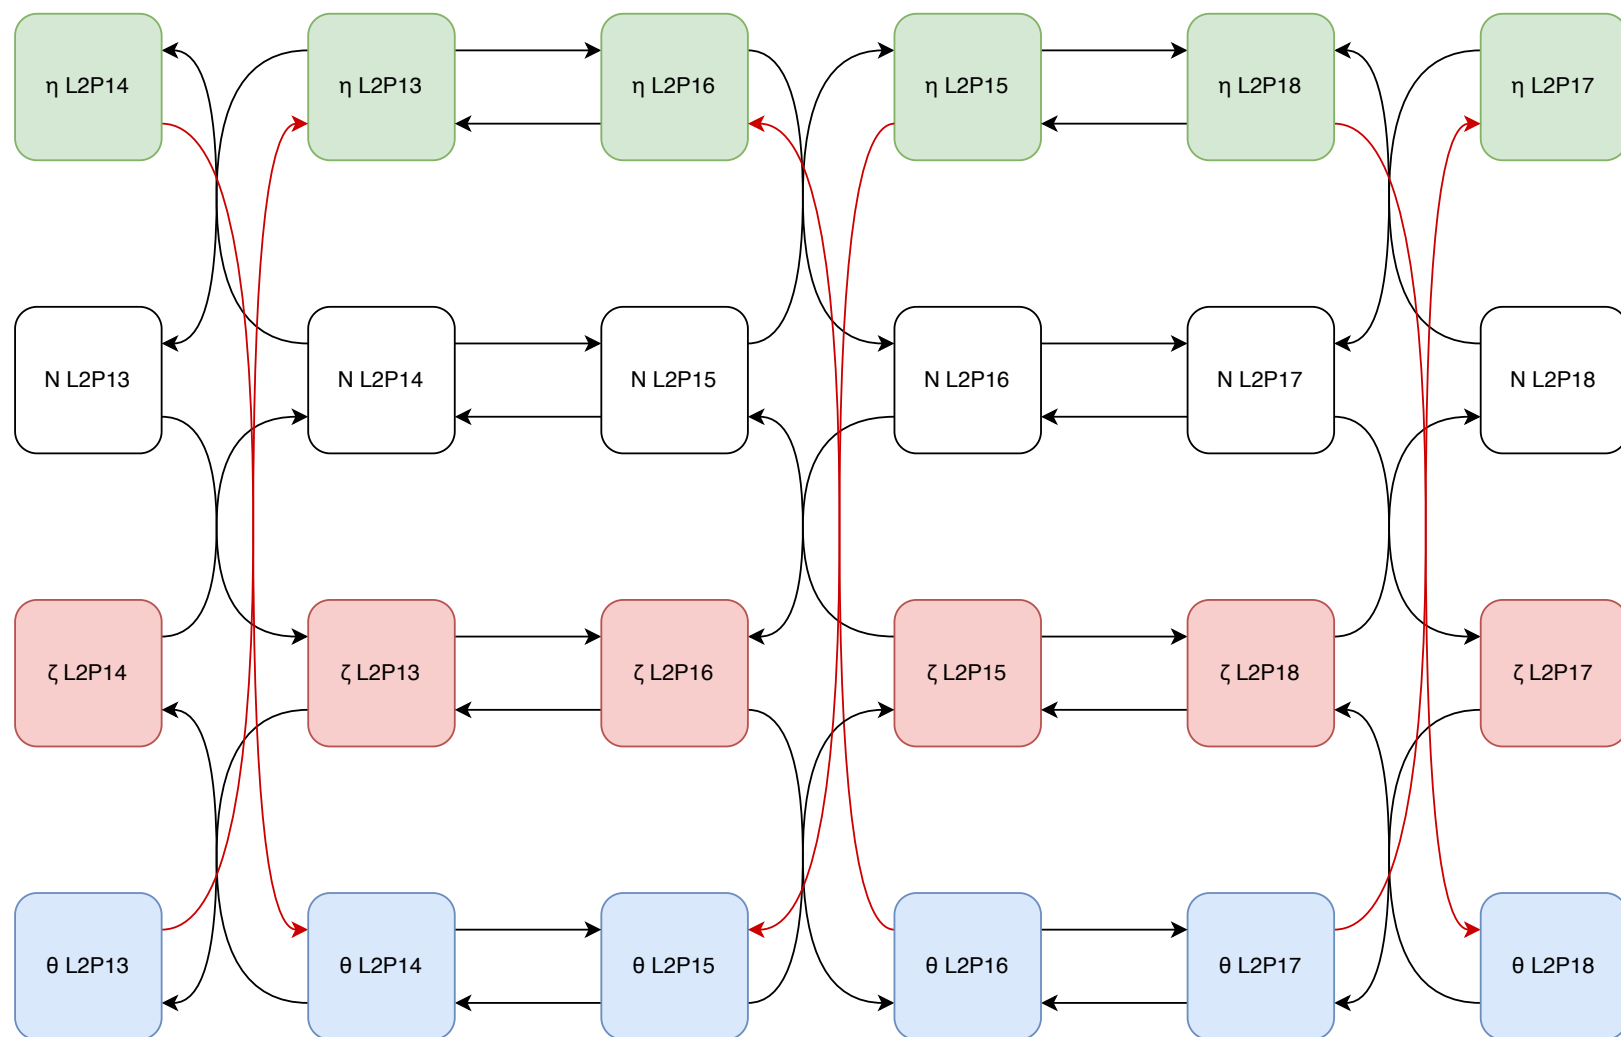 η L2P14
η L2P13
η L2P16
η L2P15
η L2P18
η L2P17
N L2P13
N L2P14
N L2P15
N L2P16
N L2P17
N L2P18
ζ L2P14
ζ L2P13
ζ L2P16
ζ L2P15
ζ L2P18
ζ L2P17
θ L2P13
θ L2P14
θ L2P15
θ L2P16
θ L2P17
θ L2P18